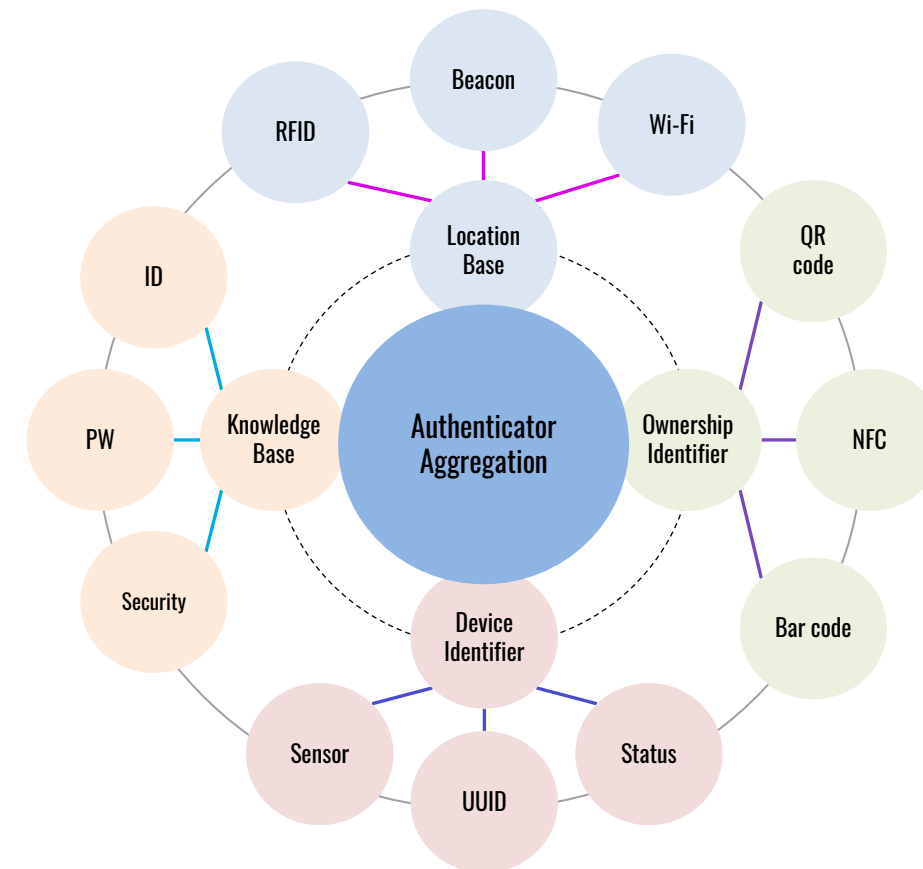 Beacon
RFID
Wi-Fi
Location
Base
QR
code
ID
Knowledge
Base
Authenticator
Aggregation
Ownership
Identifier
PW
NFC
Security
Device
Identifier
Bar code
Sensor
UUID
Status